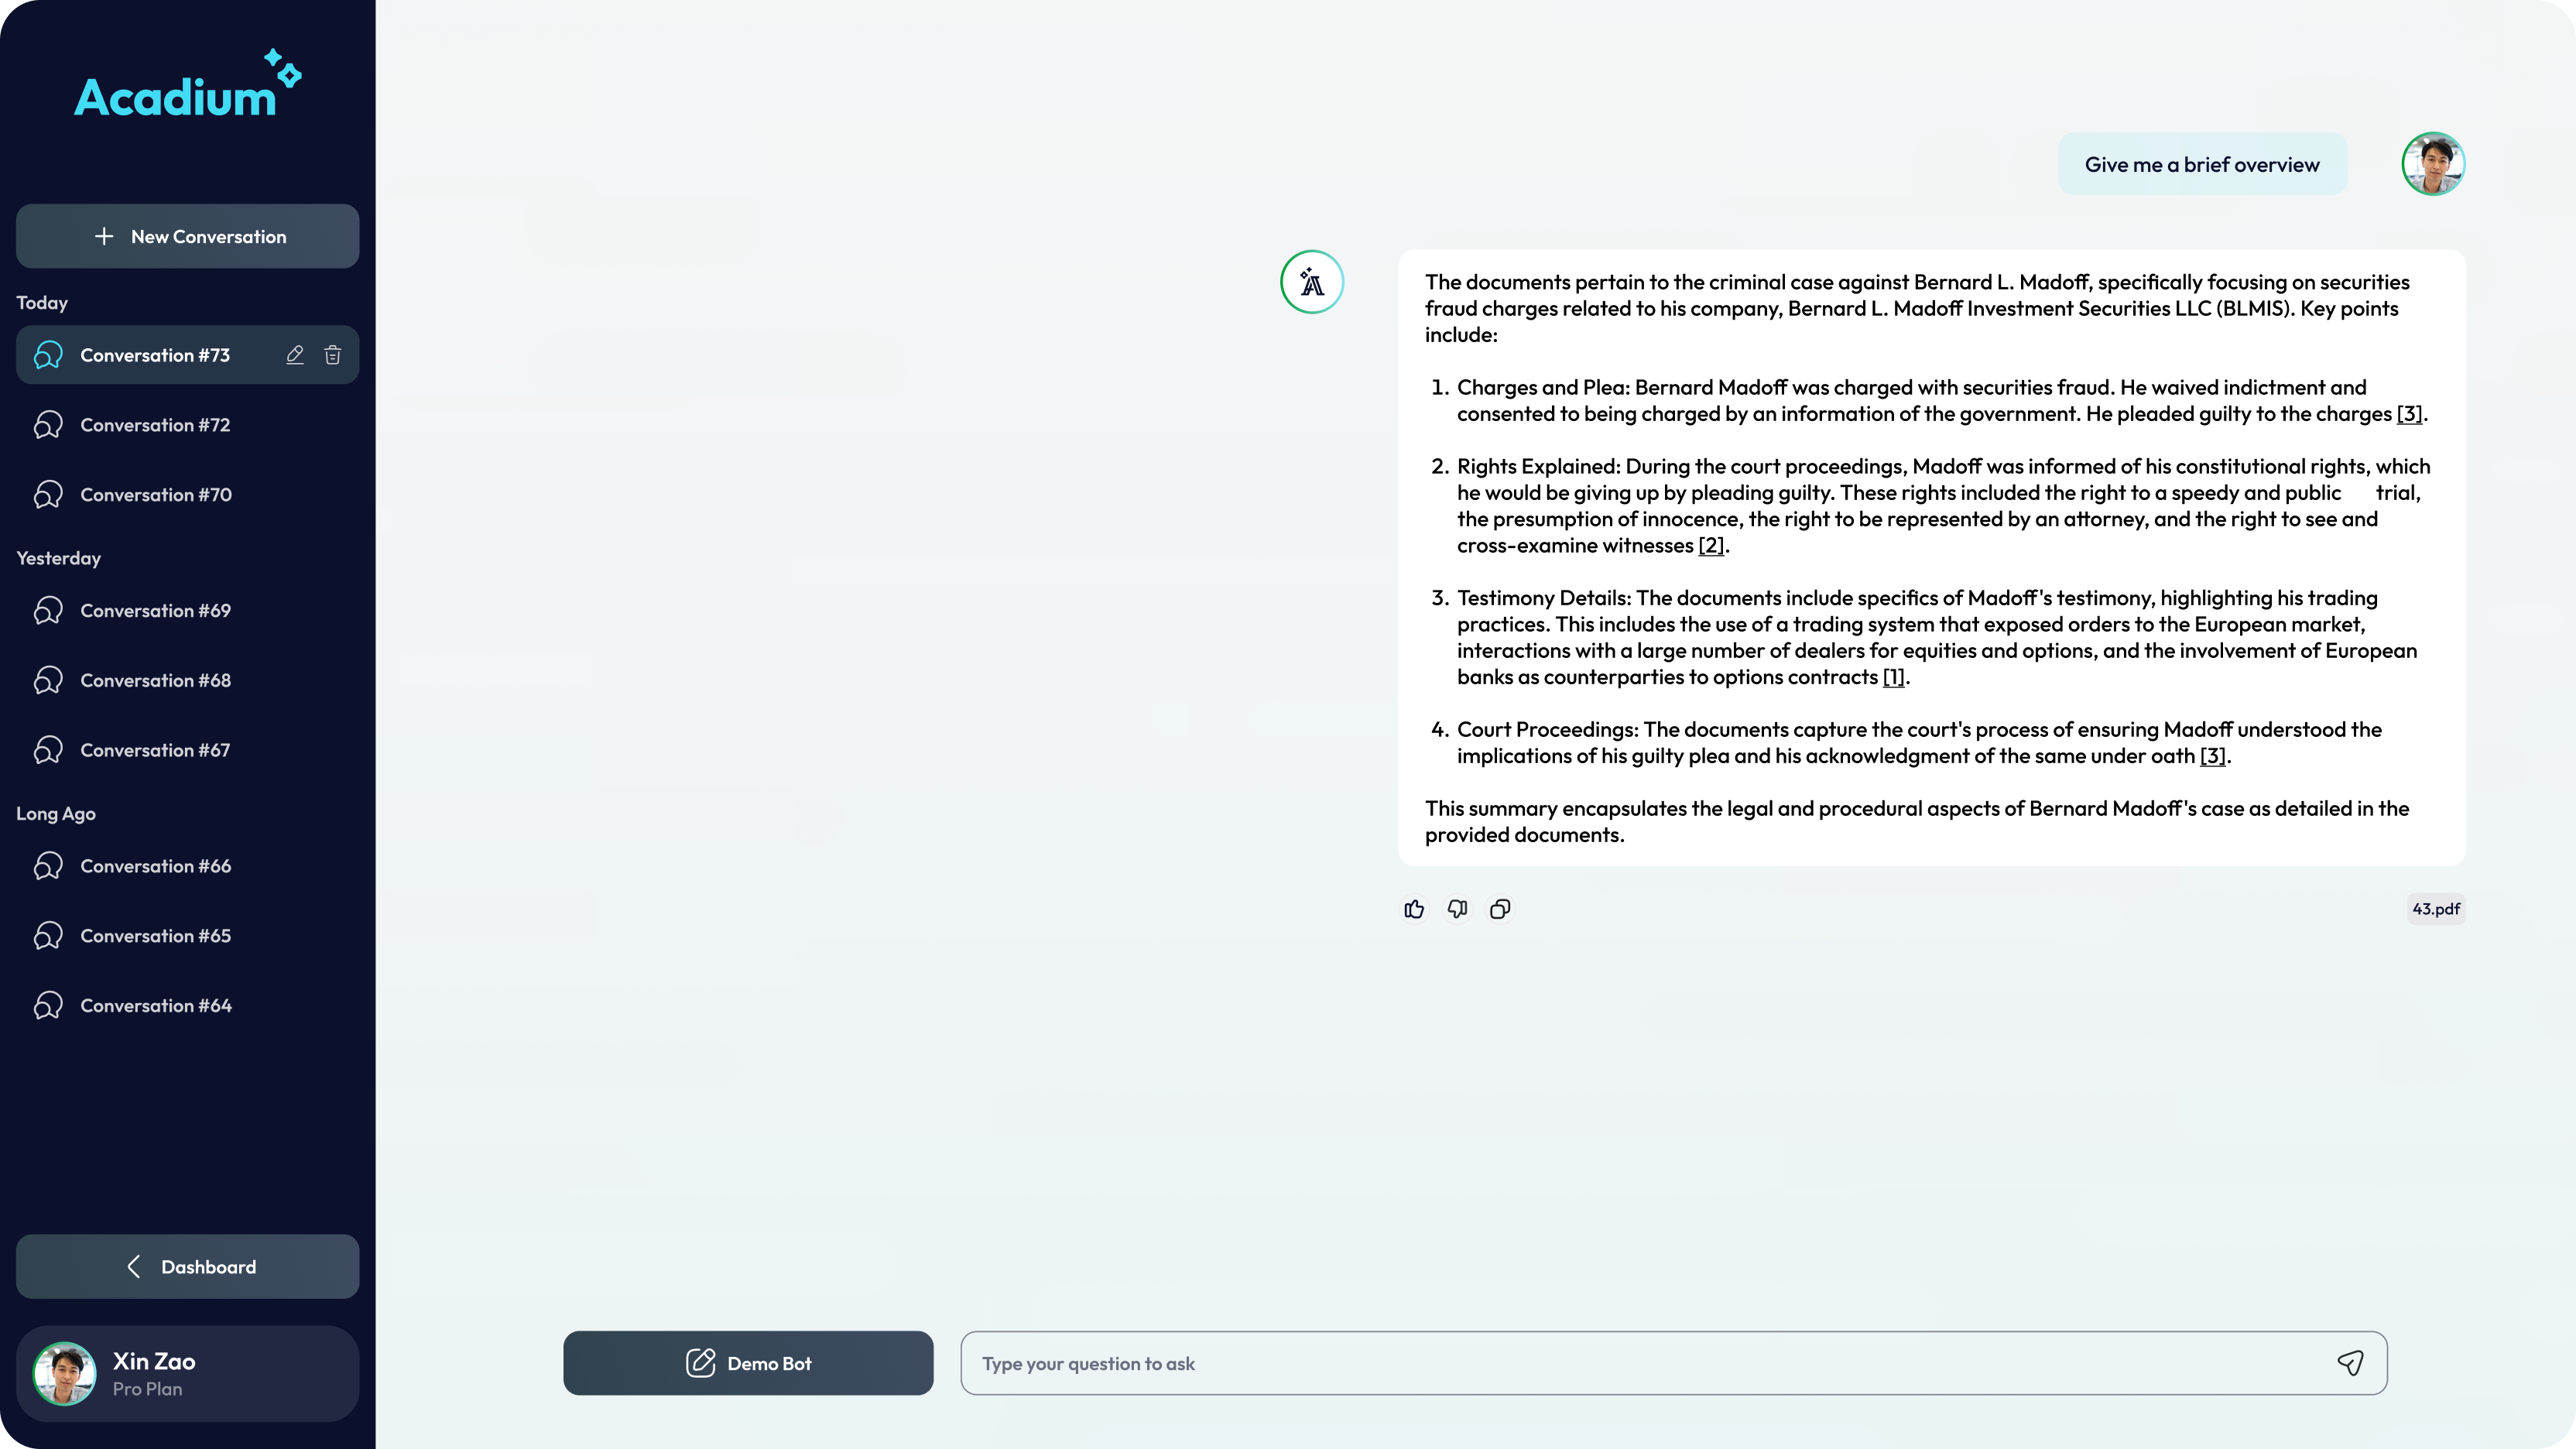 Acadium
New Conversation
Today
Conversation #73
Conversation #72
Conversation #70
Yesterday
Conversation #69
Conversation #68
Conversation #67
Long Ago
Conversation #66
Conversation #65
Conversation #64
Dashboard
Xin Zao
Pro Plan
Give me a brief overview
The documents pertain to the criminal case against Bernard L. Madoff, specifically focusing on securities
fraud charges related to his company, Bernard L. Madoff Investment Securities LLC (BLMIS). Key points
include:
1. Charges and Plea: Bernard Madoff was charged with securities fraud. He waived indictment and
consented to being charged by an information of the government. He pleaded guilty to the charges [3].
2. Rights Explained: During the court proceedings, Madoff was informed of his constitutional rights, which
he would be giving up by pleading guilty. These rights included the right to a speedy and public trial,
the presumption of innocence, the right to be represented by an attorney, and the right to see and
cross-examine witnesses [2].
3. Testimony Details: The documents include specifics of Madoff's testimony, highlighting his trading
practices. This includes the use of a trading system that exposed orders to the European market,
interactions with a large number of dealers for equities and options, and the involvement of European
banks as counterparties to options contracts [1].
4. Court Proceedings: The documents capture the court's process of ensuring Madoff understood the
implications of his guilty plea and his acknowledgment of the same under oath [3].
This summary encapsulates the legal and procedural aspects of Bernard Madoff's case as detailed in the
provided documents.
43.pdf
Demo Bot
Type your question to ask